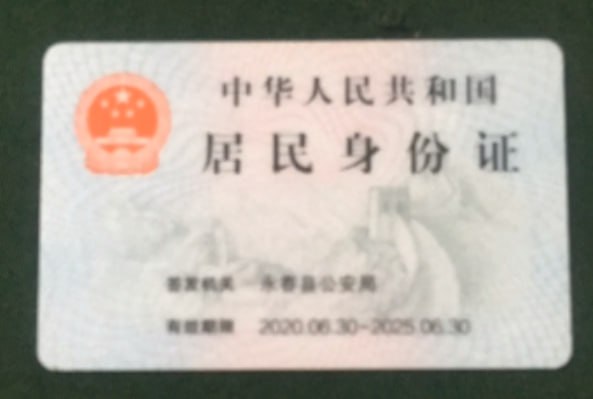 中华人民共和国
居民身份证
签发机关 永春县公安局
有效期限 2020.06.30-2025.06.30